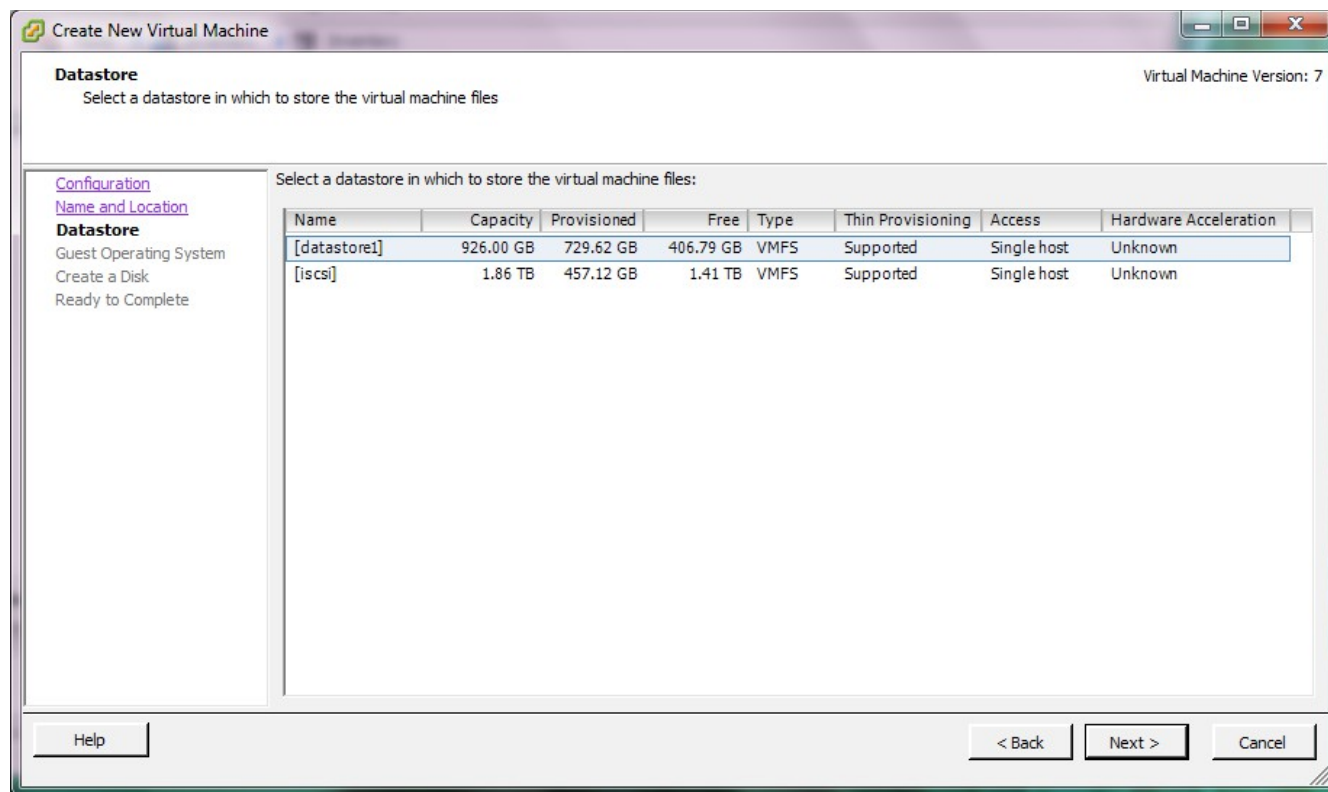 Create New Virtual Machine
Datastore
Select a datastore in which to store the virtual machine files
Virtual Machine Version: 7
Configuration
Name and Location
Datastore
Guest Operating System
Create a Disk
Ready to Complete
Select a datastore in which to store the virtual machine files:
Name Capacity Provisioned Free Type Thin Provisioning Access Hardware Acceleration
[datastore1] 926.00 GB 729.62 GB 406.79 GB VMFS Supported Single host Unknown
[iscsi] 1.86 TB 457.12 GB 1.41 TB VMFS Supported Single host Unknown
Help
< Back
Next >
Cancel